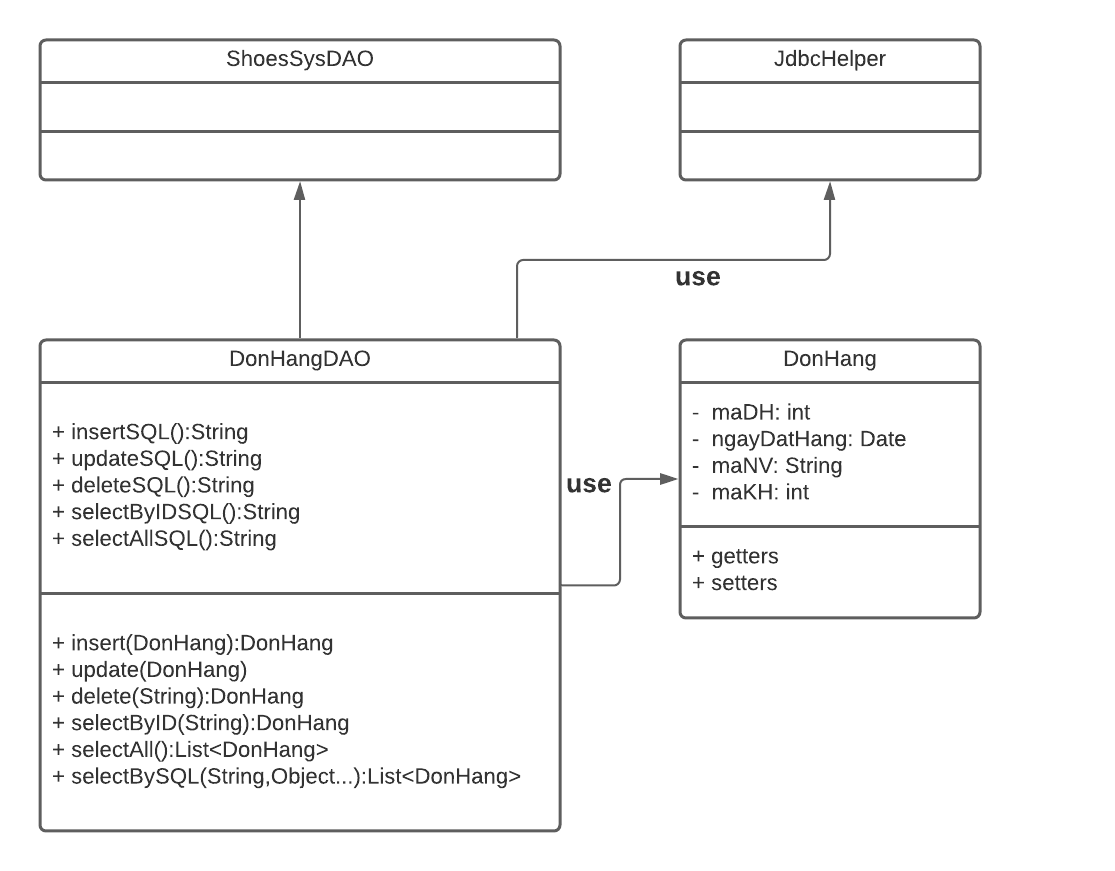 ShoesSysDAO
JdbcHelper
use
DonHangDAO
+ insertSQL():String
+ updateSQL():String
+ deleteSQL():String
+ selectByIDSQL():String
+ selectAllSQL():String
+ insert(DonHang):DonHang
+ update(DonHang)
+ delete(String):DonHang
+ selectByID(String):DonHang
+ selectAll():List<DonHang>
+ selectBySQL(String,Object...):List<DonHang>
use
DonHang
- maDH: int
- ngayDatHang: Date
- maNV: String
- maKH: int
+ getters
+ setters